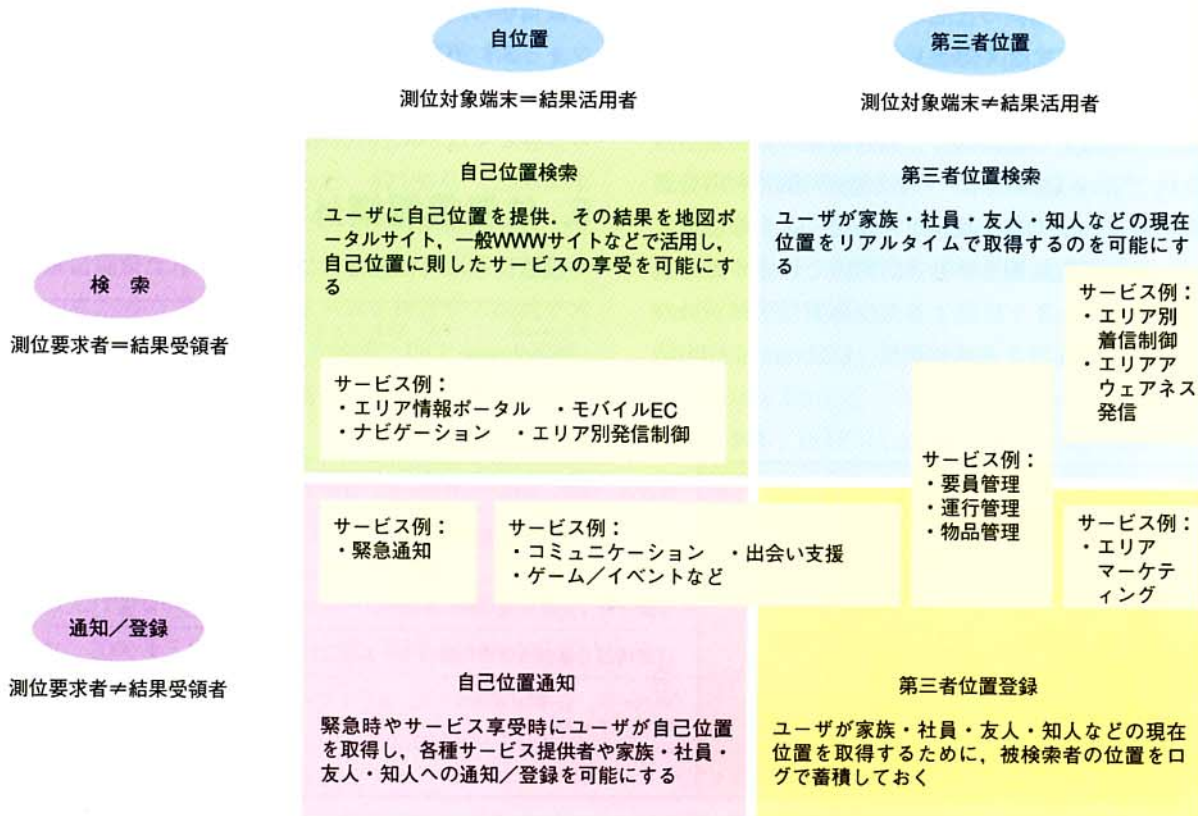 自位置
第三者位置
測位対象端末＝結果活用者
測位対象端末≠結果活用者
自己位置検索
ユーザに自己位置を提供．その結果を地図ポ
ータルサイト，一般WWWサイトなどで活用し，
自己位置に則したサービスの享受を可能にす
る
第三者位置検索
ユーザが家族・社員・友人・知人などの現在
位置をリアルタイムで取得するのを可能にす
る
検　索
測位要求者＝結果受領者
サービス例：
・エリア情報ポータル　・モバイルEC
・ナビゲーション　・エリア別発信制御
サービス例：
・エリア別
着信制御
・エリアア
ウェアネス
発信
サービス例：
・要員管理
・運行管理
・物品管理
サービス例：
・緊急通知
サービス例：
・コミュニケーション　・出会い支援
・ゲーム／イベントなど
サービス例：
・エリア
マーケテ
ィング
通知／登録
測位要求者≠結果受領者
自己位置通知
緊急時やサービス享受時にユーザが自己位置
を取得し，各種サービス提供者や家族・社員・
友人・知人への通知／登録を可能にする
第三者位置登録
ユーザが家族・社員・友人・知人などの現在
位置を取得するために，被検索者の位置をロ
グで蓄積しておく